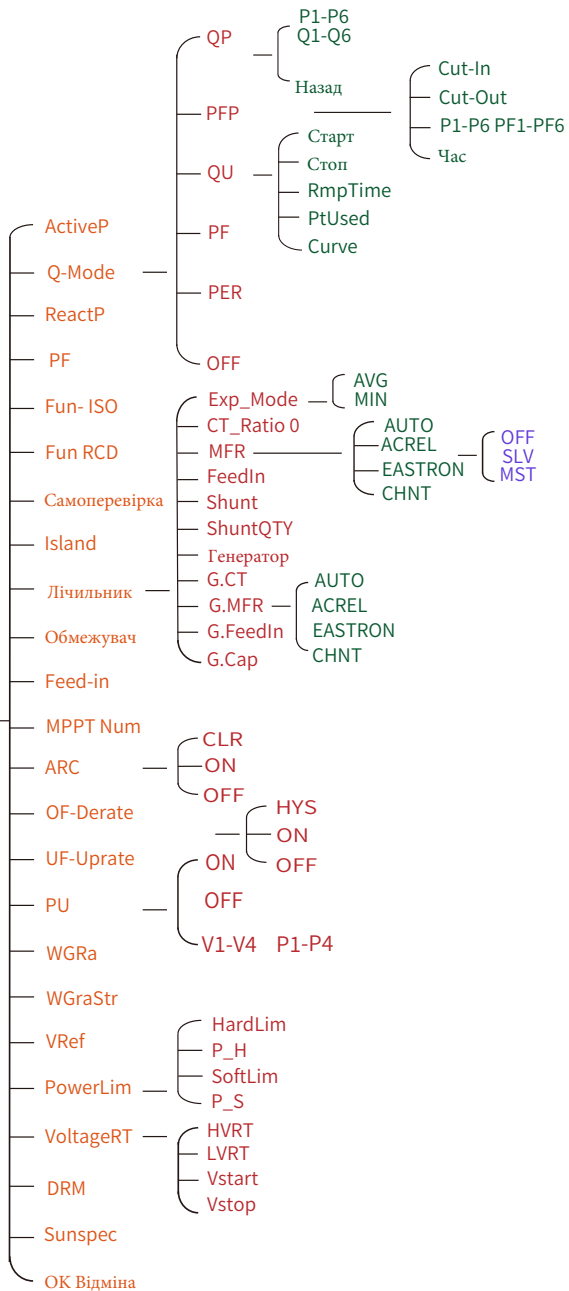 ActiveP
Q-Mode
QP
P1-P6
Q1-Q6
Назад
PFP
Cut-In
Cut-Out
P1-P6 PF1-PF6
Час
QU
Старт
Стоп
RmpTime
PtUsed
Curve
PF
PER
OFF
ReactP
PF
Fun- ISO
Fun RCD
Самоперевірка
Island
Лічильник
Exp_Mode
AVG
MIN
CT_Ratio 0
MFR
AUTO
ACREL
EASTRON
CHNT
OFF
SLV
MST
FeedIn
Shunt
ShuntQTY
Генератор
G.CT
G.MFR
AUTO
ACREL
EASTRON
CHNT
G.FeedIn
G.Cap
Обмежувач
Feed-in
MPPT Num
ARC
CLR
ON
OFF
OF-Derate
UF-Uprate
PU
ON
HYS
ON
OFF
OFF
V1-V4 P1-P4
WGRa
WGraStr
VRef
PowerLim
HardLim
P_H
SoftLim
P_S
VoltageRT
HVRT
LVRT
Vstart
Vstop
DRM
Sunspec
OK Відміна